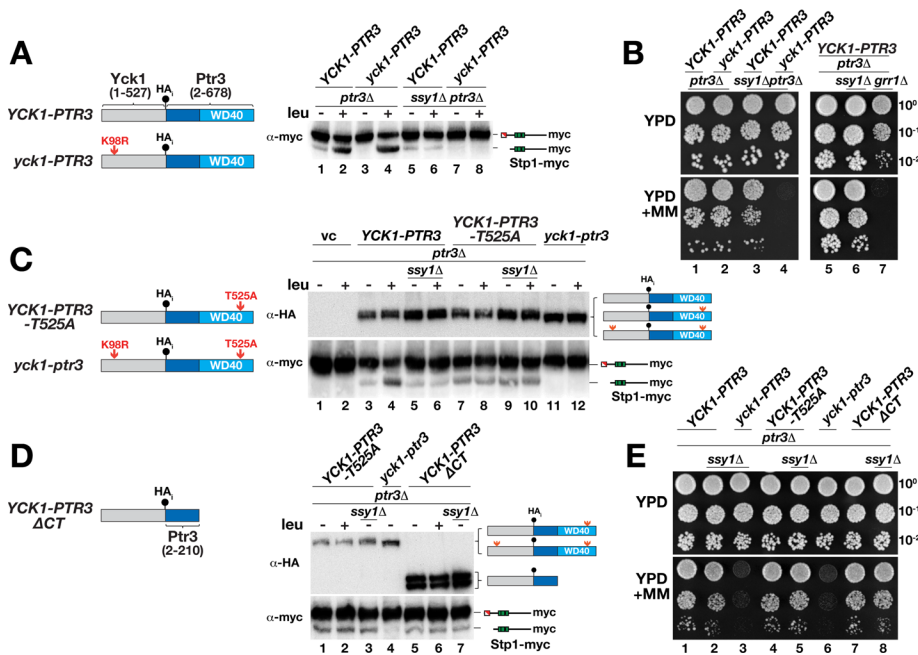 A
Yck1
(1-527)
HAi
Ptr3
(2-678)
YCK1-PTR3
WD40
K98R
HAi
yck1-PTR3
WD40
YCK1-PTR3 yck1-PTR3 YCK1-PTR3 yck1-PTR3
ptr3Δ ssy1Δptr3Δ
leu - + - + - + - +
α-myc
myc
myc
Stp1-myc
1 2 3 4 5 6 7 8
B
YCK1-PTR3 yck1-PTR3 YCK1-PTR3 yck1-PTR3
ptr3Δ ssy1Δptr3Δ
YCK1-PTR3
ptr3Δ
ssy1Δ grr1Δ
YPD
10⁰
10⁻¹
10⁻²
YPD
+MM
1 2 3 4 5 6 7
C
HAi
T525A
YCK1-PTR3
-T525A
WD40
K98R
HAi
T525A
yck1-ptr3
WD40
vc YCK1-PTR3 YCK1-PTR3
-T525A yck1-ptr3
ptr3Δ
ssy1Δ ssy1Δ
leu - + - + - + - + - + - +
α-HA
HAi
WD40
WD40
WD40
α-myc
myc
myc
Stp1-myc
1 2 3 4 5 6 7 8 9 10 11 12
D
HAi
YCK1-PTR3
ΔCT
Ptr3
(2-210)
YCK1-PTR3
-T525A yck1-ptr3 YCK1-PTR3
ΔCT
ptr3Δ
ssy1Δ ssy1Δ
leu - + - - - + -
α-HA
HAi
WD40
WD40
α-myc
myc
myc
Stp1-myc
1 2 3 4 5 6 7
E
YCK1-PTR3 yck1-PTR3 YCK1-PTR3
-T525A yck1-ptr3 YCK1-PTR3
ΔCT
ptr3Δ
ssy1Δ ssy1Δ ssy1Δ
YPD
10⁰
10⁻¹
10⁻²
YPD
+MM
1 2 3 4 5 6 7 8